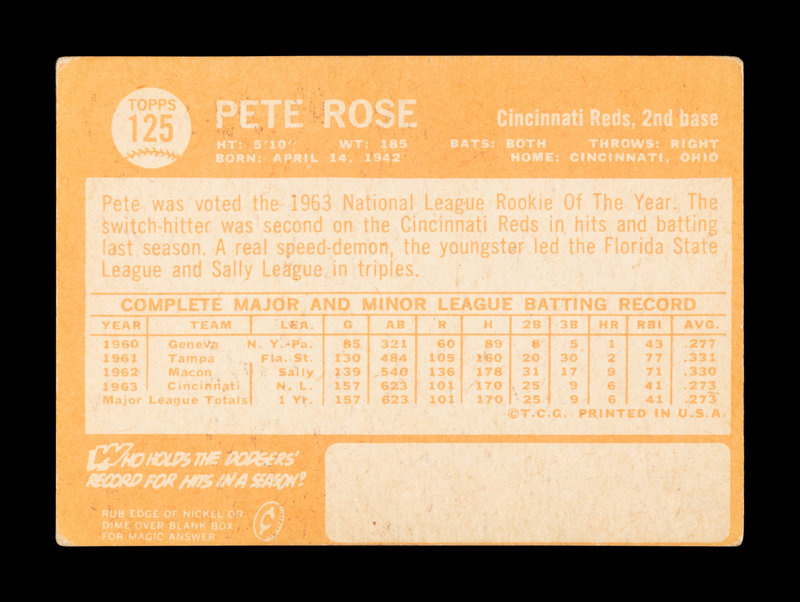 TOPPS
125
PETE ROSE
Cincinnati Reds, 2nd base
HT: 5'10" WT: 185 BATS: BOTH THROWS: RIGHT
BORN: APRIL 14, 1942 HOME: CINCINNATI, OHIO
Pete was voted the 1963 National League Rookie Of The Year. The
switch-hitter was second on the Cincinnati Reds in hits and batting
last season. A real speed-demon, the youngster led the Florida State
League and Sally League in triples.
COMPLETE MAJOR AND MINOR LEAGUE BATTING RECORD
YEAR TEAM LEA. G AB R H 2B 3B HR RBI AVG.
1960 Geneva N. Y.-Pa. 85 321 60 89 8 5 1 43 .277
1961 Tampa Fla. St. 130 484 105 160 20 30 2 77 .331
1962 Macon Sally 139 540 136 178 31 17 9 71 .330
1963 Cincinnati N. L. 157 623 101 170 25 9 6 41 .273
Major League Totals 1 Yr. 157 623 101 170 25 9 6 41 .273
©T.C.G. PRINTED IN U.S.A.
WHO HOLDS THE DODGERS'
RECORD FOR HITS IN A SEASON?
RUB EDGE OF NICKEL OR
DIME OVER BLANK BOX
FOR MAGIC ANSWER